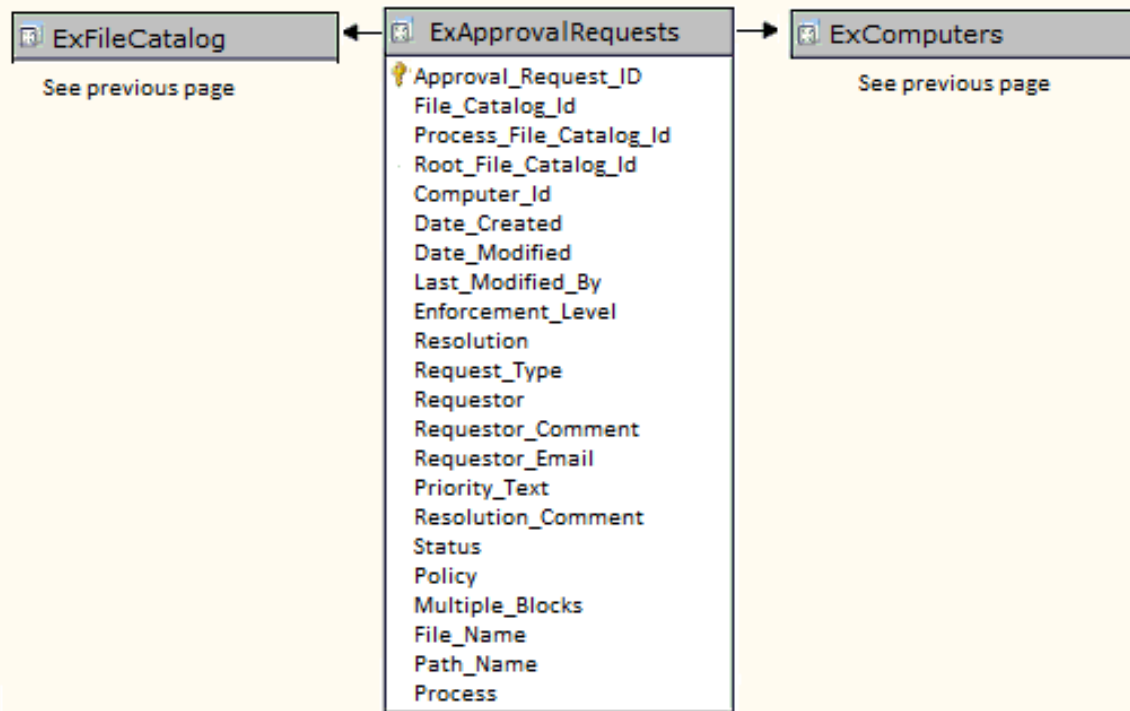 ExFileCatalog
See previous page
ExApprovalRequests
Approval_Request_ID
File_Catalog_Id
Process_File_Catalog_Id
Root_File_Catalog_Id
Computer_Id
Date_Created
Date_Modified
Last_Modified_By
Enforcement_Level
Resolution
Request_Type
Requestor
Requestor_Comment
Requestor_Email
Priority_Text
Resolution_Comment
Status
Policy
Multiple_Blocks
File_Name
Path_Name
Process
ExComputers
See previous page